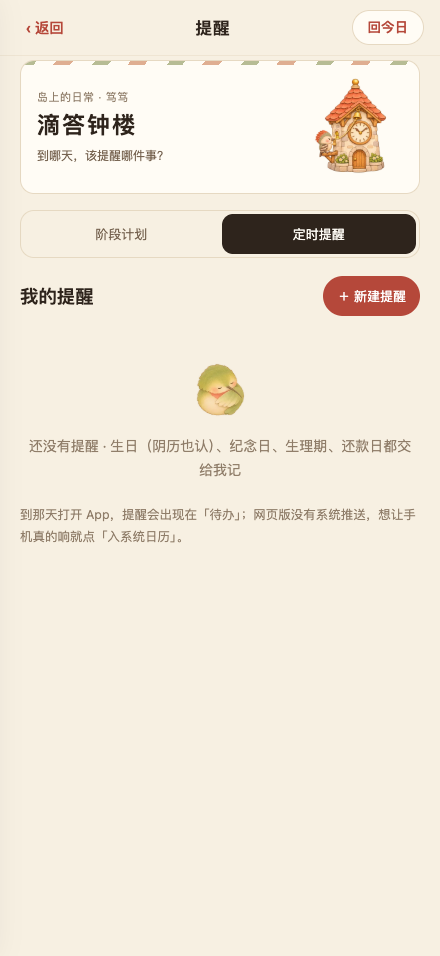 ‹ 返回
提醒
回今日
岛上的日常 · 笃笃
滴答钟楼
到哪天，该提醒哪件事?
阶段计划
定时提醒
我的提醒
+ 新建提醒
还没有提醒 · 生日（阴历也认）、纪念日、生理期、还款日都交
给我记
到那天打开 App，提醒会出现在「待办」；网页版没有系统推送，想让手
机真的响就点「入系统日历」。